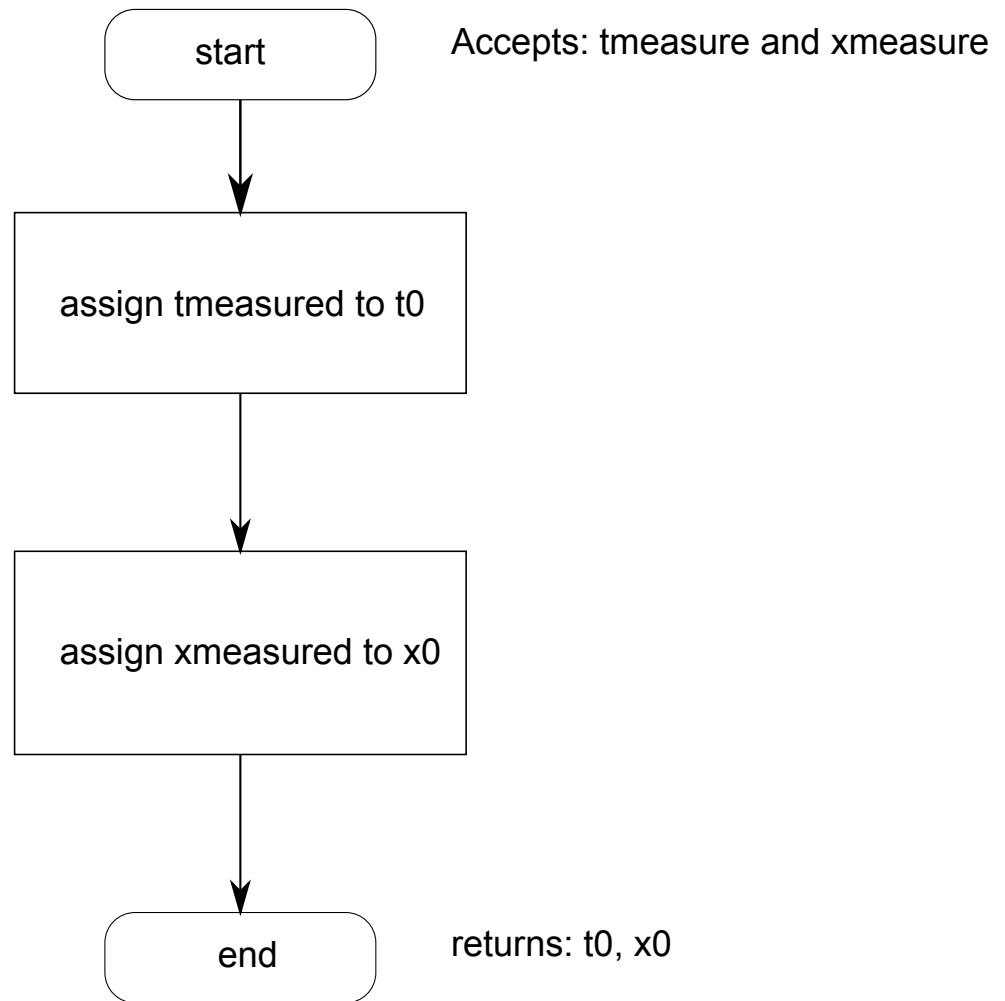 start
Accepts: tmeasure and xmeasure
assign tmeasured to t0
assign xmeasured to x0
end
returns: t0, x0